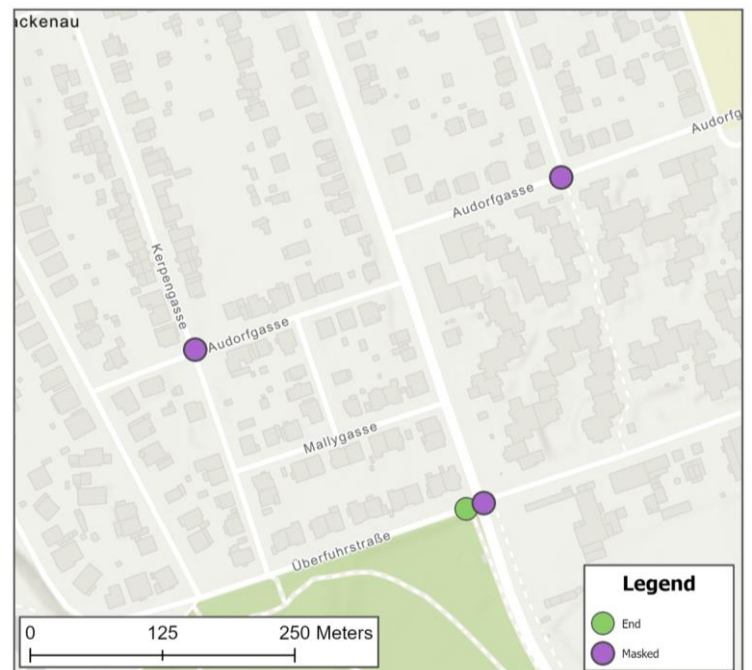 ackenau
Audorfg
Audorfgasse
Kerpengasse
Audorfgasse
Mallygasse
Überfuhrstraße
Legend
End
Masked
0 125 250 Meters